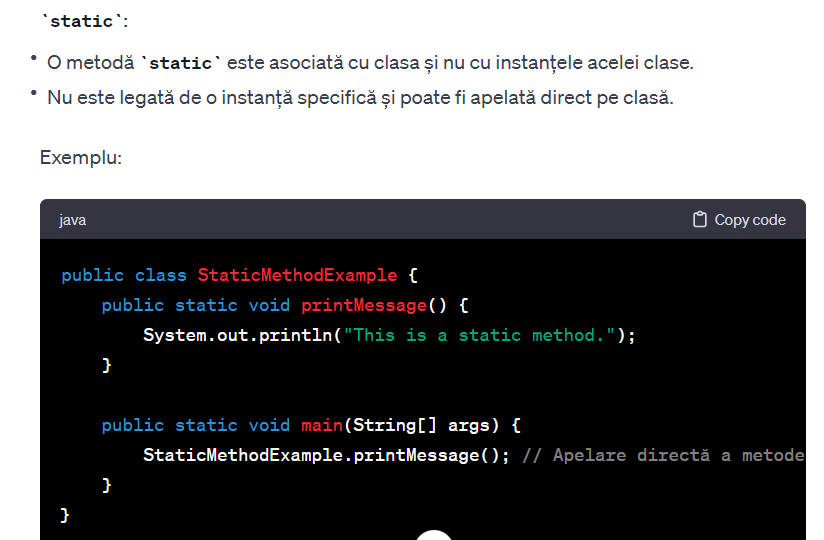 `static`:
• O metodă `static` este asociată cu clasa și nu cu instanțele acelei clase.
• Nu este legată de o instanță specifică și poate fi apelată direct pe clasă.
Exemplu:
java Copy code
public class StaticMethodExample {
    public static void printMessage() {
        System.out.println("This is a static method.");
    }
    public static void main(String[] args) {
        StaticMethodExample.printMessage(); // Apelare directă a metode
    }
}